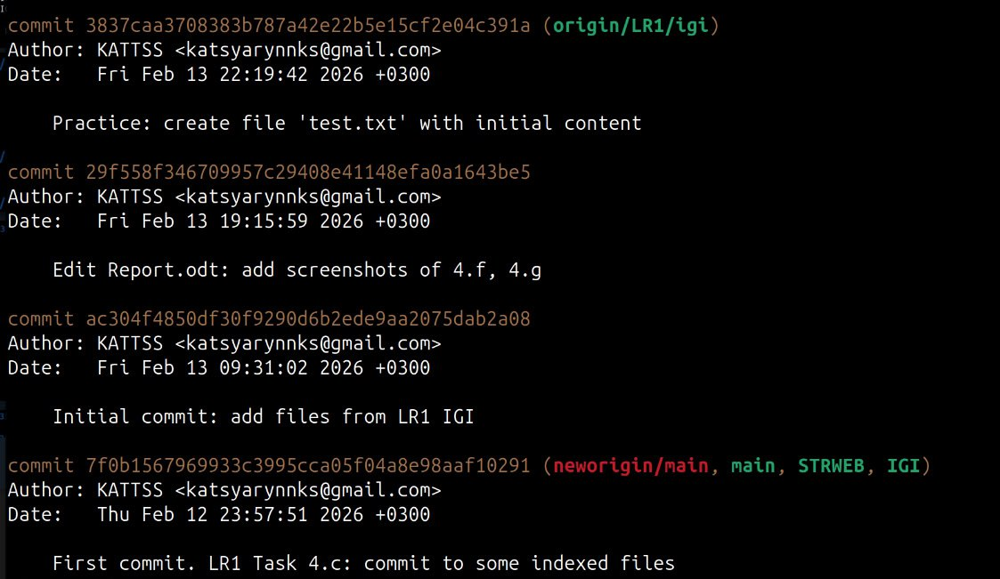 commit 3837caa3708383b787a42e22b5e15cf2e04c391a (origin/LR1/igi)
Author: KATTSS <katsyarynnks@gmail.com>
Date:   Fri Feb 13 22:19:42 2026 +0300
Practice: create file 'test.txt' with initial content
commit 29f558f346709957c29408e41148efa0a1643be5
Author: KATTSS <katsyarynnks@gmail.com>
Date:   Fri Feb 13 19:15:59 2026 +0300
Edit Report.odt: add screenshots of 4.f, 4.g
commit ac304f4850df30f9290d6b2ede9aa2075dab2a08
Author: KATTSS <katsyarynnks@gmail.com>
Date:   Fri Feb 13 09:31:02 2026 +0300
Initial commit: add files from LR1 IGI
commit 7f0b1567969933c3995cca05f04a8e98aaf10291 (neworigin/main, main, STRWEB, IGI)
Author: KATTSS <katsyarynnks@gmail.com>
Date:   Thu Feb 12 23:57:51 2026 +0300
First commit. LR1 Task 4.c: commit to some indexed files